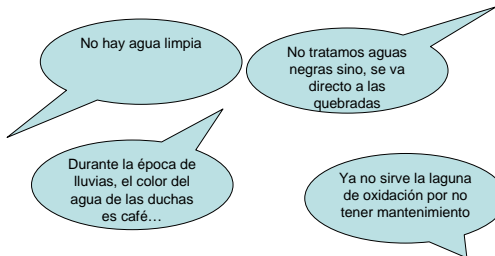 No hay agua limpia
No tratamos aguas
negras sino, se va
directo a las
quebradas
Durante la época de
lluvias, el color del
agua de las duchas
es café…
Ya no sirve la laguna
de oxidación por no
tener mantenimiento